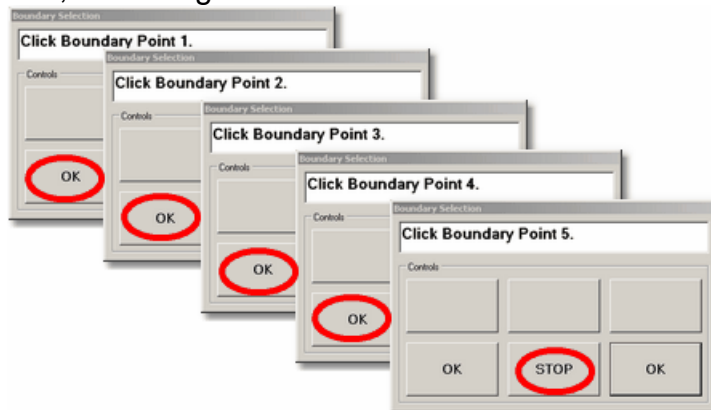 Boundary Selection
Click Boundary Point 1.
Controls
OK
Boundary Selection
Click Boundary Point 2.
Controls
OK
Boundary Selection
Click Boundary Point 3.
Controls
OK
Boundary Selection
Click Boundary Point 4.
Controls
OK
Boundary Selection
Click Boundary Point 5.
Controls
OK STOP OK